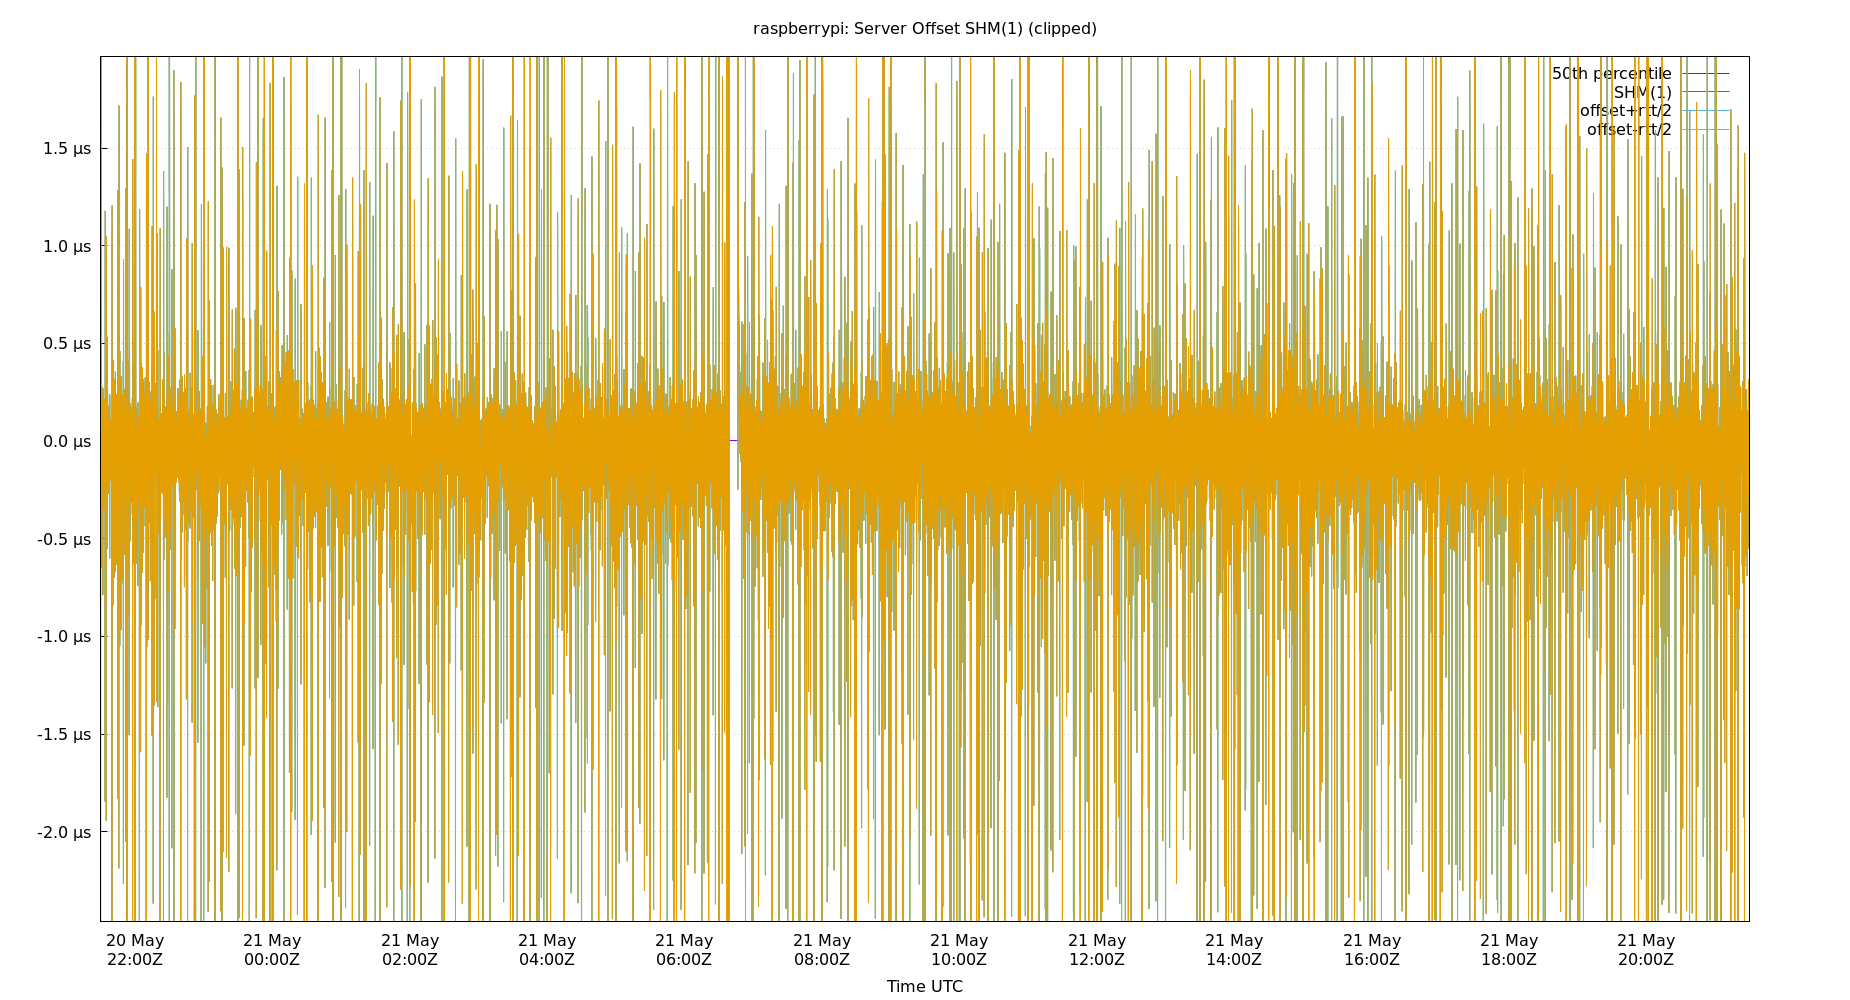 raspberrypi: Server Offset SHM(1) (clipped)
50th percentile
SHM(1)
offset+rtt/2
offset-rtt/2
1.5 µs
1.0 µs
0.5 µs
0.0 µs
-0.5 µs
-1.0 µs
-1.5 µs
-2.0 µs
20 May 21 May 21 May 21 May 21 May 21 May 21 May 21 May 21 May 21 May 21 May 21 May
22:00Z 00:00Z 02:00Z 04:00Z 06:00Z 08:00Z 10:00Z 12:00Z 14:00Z 16:00Z 18:00Z 20:00Z
Time UTC